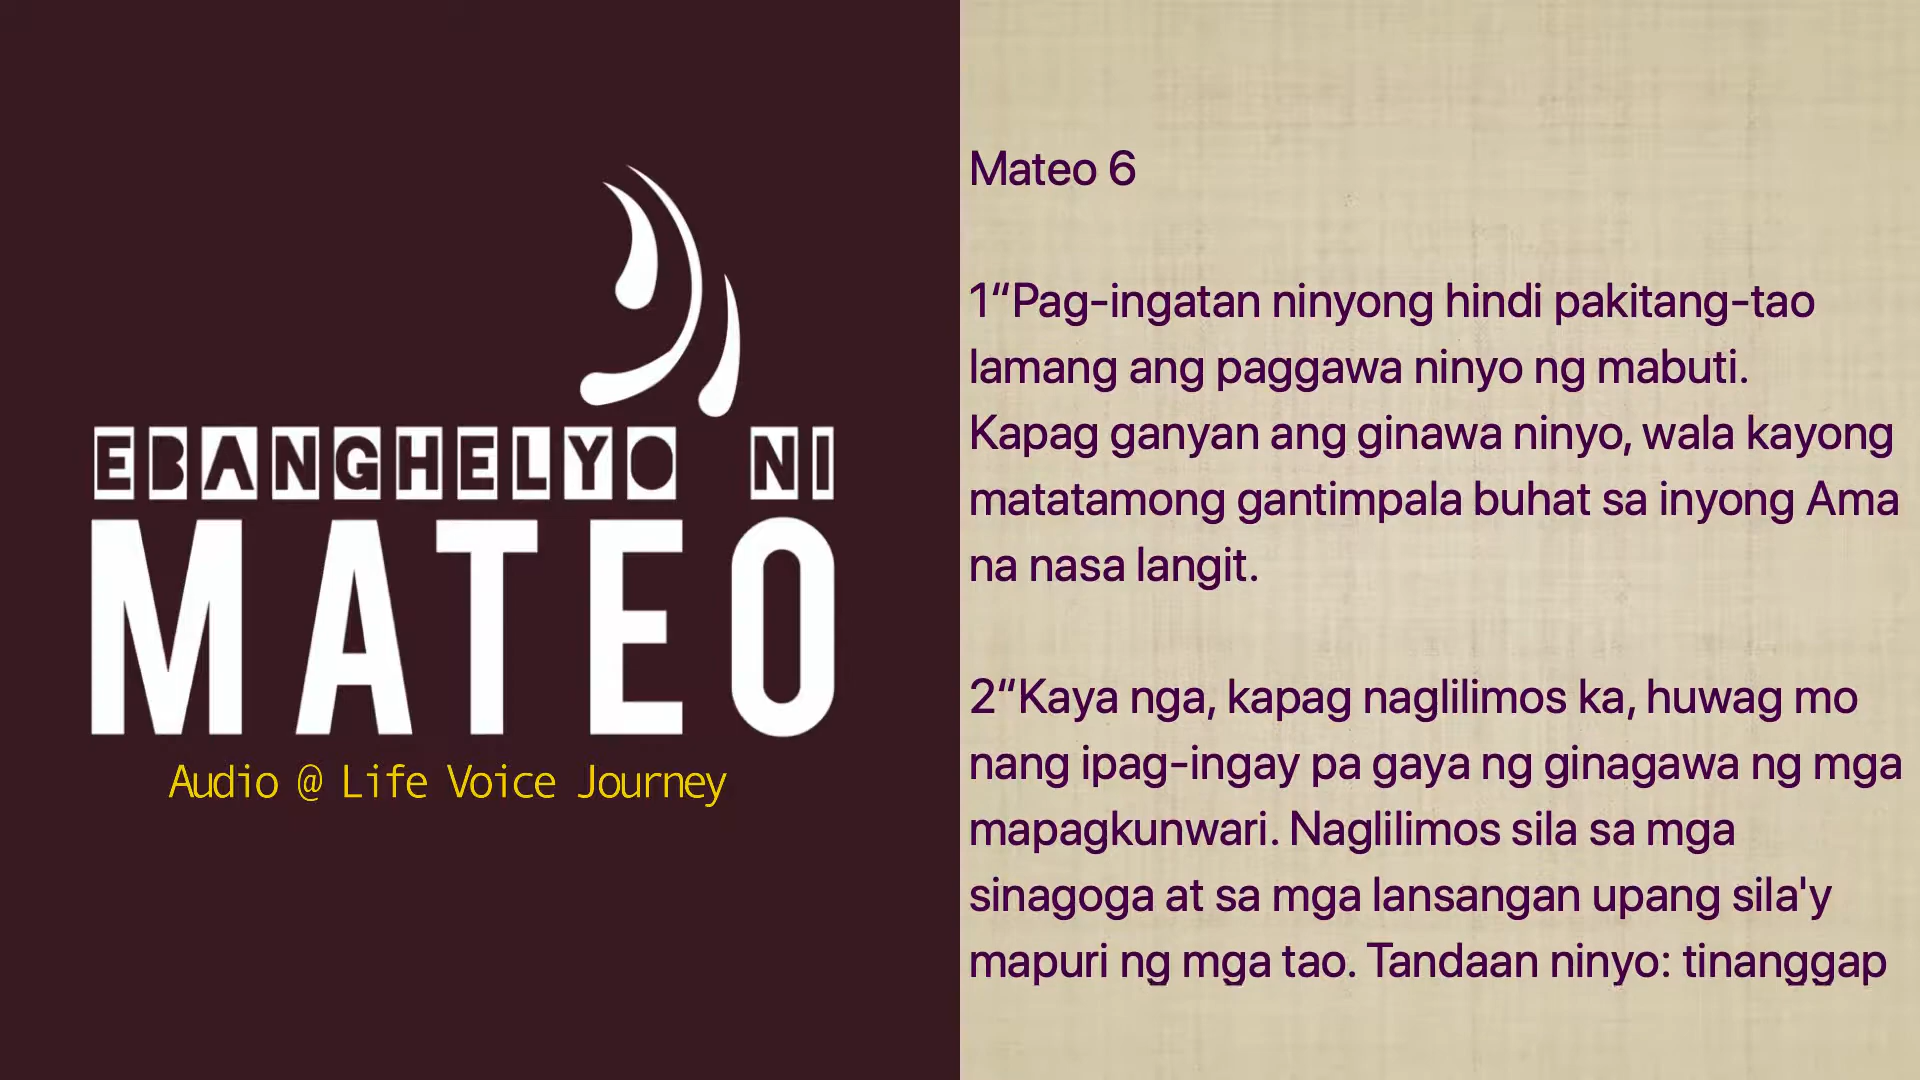 EBANGHELYO NI
MATEO
Audio @ Life Voice Journey
Mateo 6
1“Pag-ingatan ninyong hindi pakitang-tao
lamang ang paggawa ninyo ng mabuti.
Kapag ganyan ang ginawa ninyo, wala kayong
matatamong gantimpala buhat sa inyong Ama
na nasa langit.
2“Kaya nga, kapag naglilimos ka, huwag mo
nang ipag-ingay pa gaya ng ginagawa ng mga
mapagkunwari. Naglilimos sila sa mga
sinagoga at sa mga lansangan upang sila'y
mapuri ng mga tao. Tandaan ninyo: tinanggap